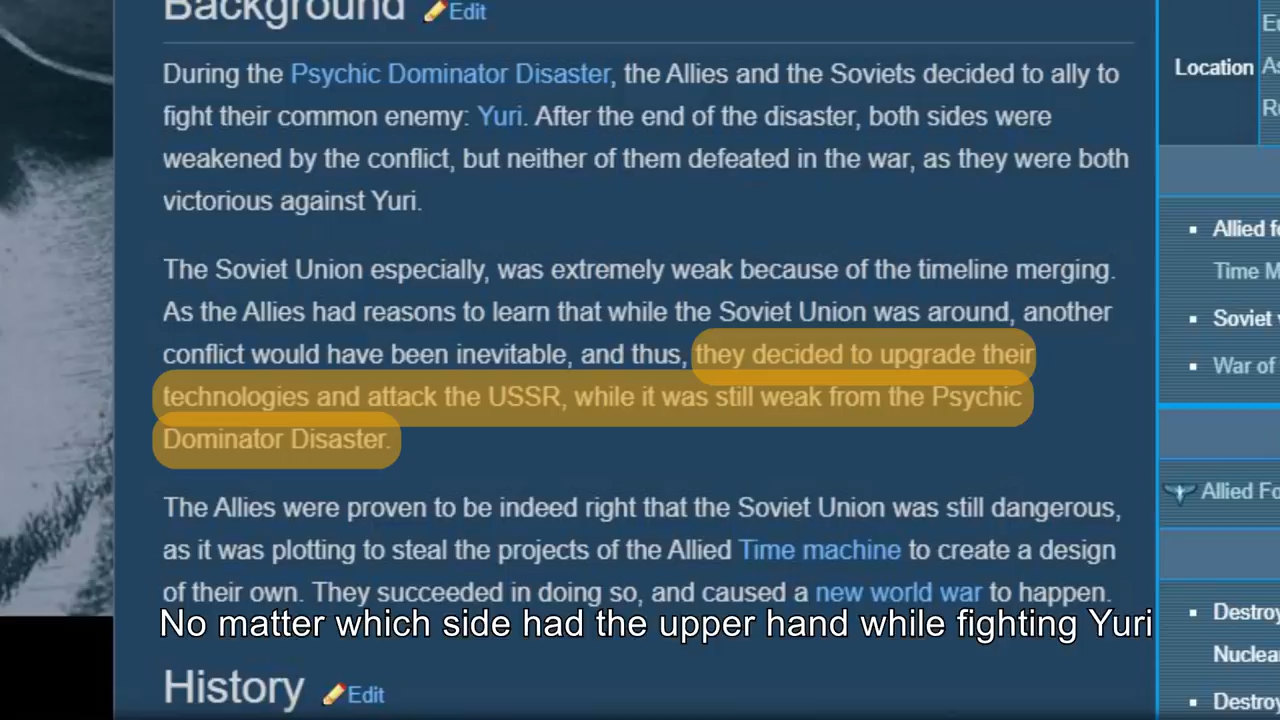 Background Edit
During the Psychic Dominator Disaster, the Allies and the Soviets decided to ally to
fight their common enemy: Yuri. After the end of the disaster, both sides were
weakened by the conflict, but neither of them defeated in the war, as they were both
victorious against Yuri.
The Soviet Union especially, was extremely weak because of the timeline merging.
As the Allies had reasons to learn that while the Soviet Union was around, another
conflict would have been inevitable, and thus, they decided to upgrade their
technologies and attack the USSR, while it was still weak from the Psychic
Dominator Disaster.
The Allies were proven to be indeed right that the Soviet Union was still dangerous,
as it was plotting to steal the projects of the Allied Time machine to create a design
of their own. They succeeded in doing so, and caused a new world war to happen.
No matter which side had the upper hand while fighting Yuri
History Edit
Location
Allied
Time
Soviet
War of
Allied
Destroy
Destroy